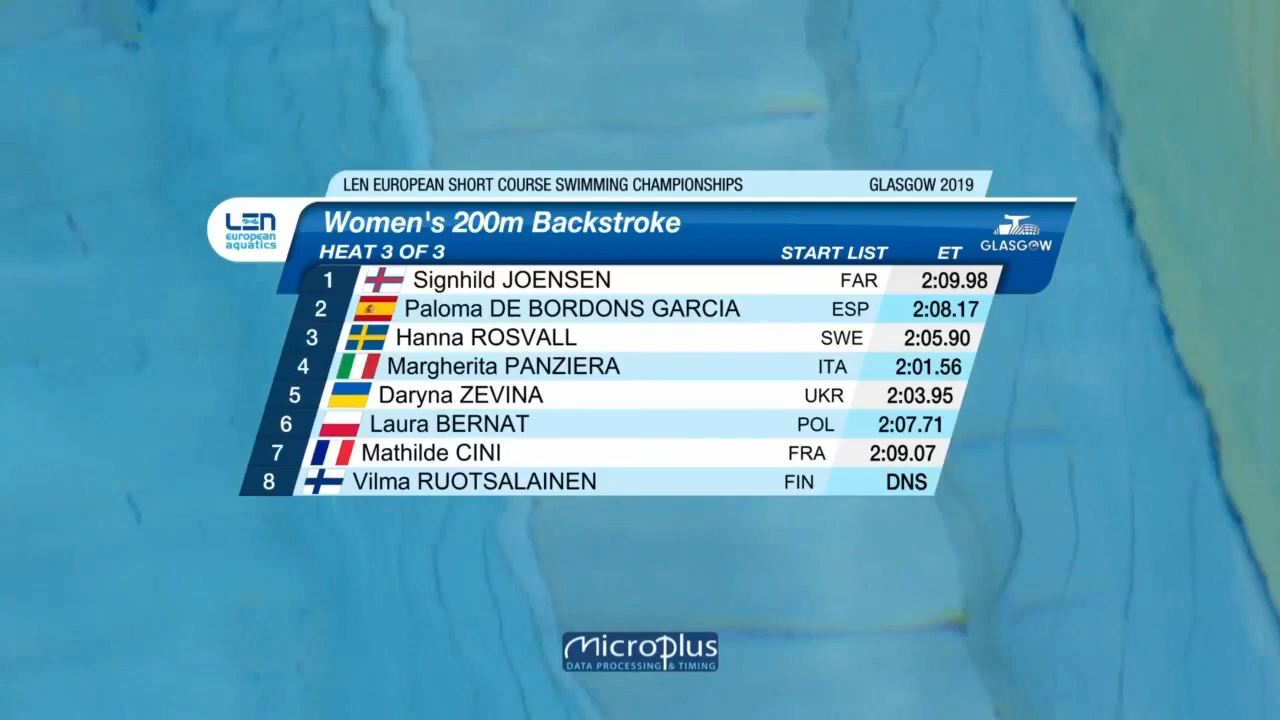 LEN EUROPEAN SHORT COURSE SWIMMING CHAMPIONSHIPS GLASGOW 2019
LEN
european
aquatics
Women's 200m Backstroke
HEAT 3 OF 3 START LIST ET
GLASGOW
1 Signhild JOENSEN FAR 2:09.98
2 Paloma DE BORDONS GARCIA ESP 2:08.17
3 Hanna ROSVALL SWE 2:05.90
4 Margherita PANZIERA ITA 2:01.56
5 Daryna ZEVINA UKR 2:03.95
6 Laura BERNAT POL 2:07.71
7 Mathilde CINI FRA 2:09.07
8 Vilma RUOTSALAINEN FIN DNS
Microplus
DATA PROCESSING & TIMING